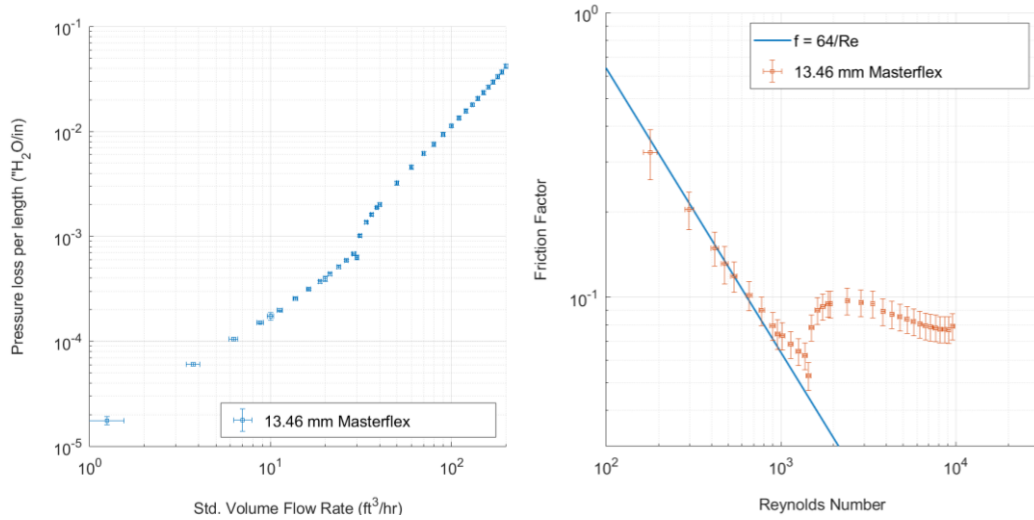 10^-1
10^-2
10^-3
10^-4
10^-5
Pressure loss per length ("H_2O/in)
13.46 mm Masterflex
10^0
10^1
10^2
Std. Volume Flow Rate (ft^3/hr)
10^0
10^-1
Friction Factor
f = 64/Re
13.46 mm Masterflex
10^2
10^3
10^4
Reynolds Number